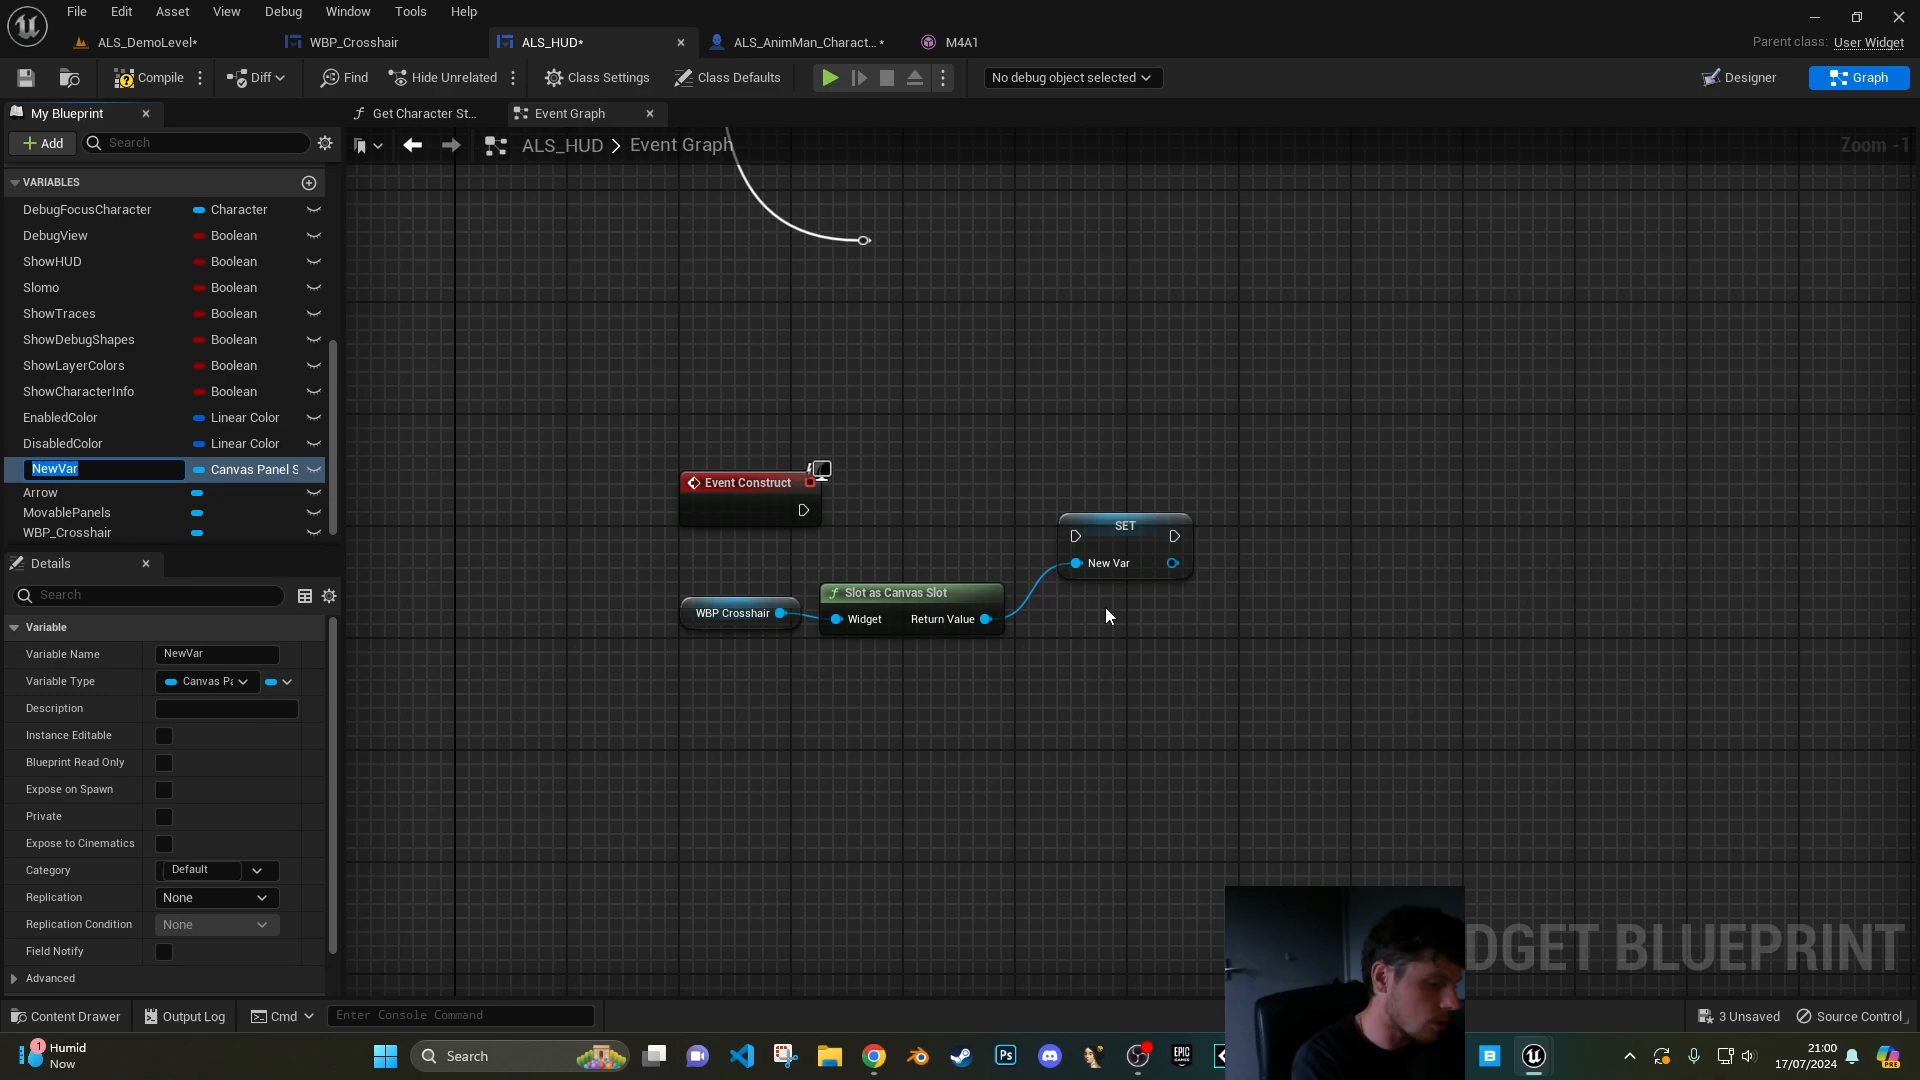 File Edit Asset View Debug Window Tools Help
ALS_DemoLevel* WBP_Crosshair ALS_HUD* ALS_AnimMan_Charact...* M4A1 Parent class: User Widget
Compile Diff Find Hide Unrelated Class Settings Class Defaults No debug object selected Designer Graph
My Blueprint Get Character St... Event Graph
Add Search ALS_HUD > Event Graph Zoom -1
VARIABLES
DebugFocusCharacter Character
DebugView Boolean
ShowHUD Boolean
Slomo Boolean
ShowTraces Boolean
ShowDebugShapes Boolean
ShowLayerColors Boolean
ShowCharacterInfo Boolean
EnabledColor Linear Color
DisabledColor Linear Color
NewVar Canvas Panel S
Arrow
MovablePanels
WBP_Crosshair
Event Construct
SET
New Var
Slot as Canvas Slot
WBP Crosshair Widget Return Value
Details
Search
Variable
Variable Name NewVar
Variable Type Canvas Pa
Description
Instance Editable
Blueprint Read Only
Expose on Spawn
Private
Expose to Cinematics
Category Default
Replication None
Replication Condition None
Field Notify
Advanced
DGET BLUEPRINT
Content Drawer Output Log Cmd Enter Console Command 3 Unsaved Source Control
1 Humid
Now
Search
Ps
EPIC
GAMES
B
PRE
21:00
17/07/2024